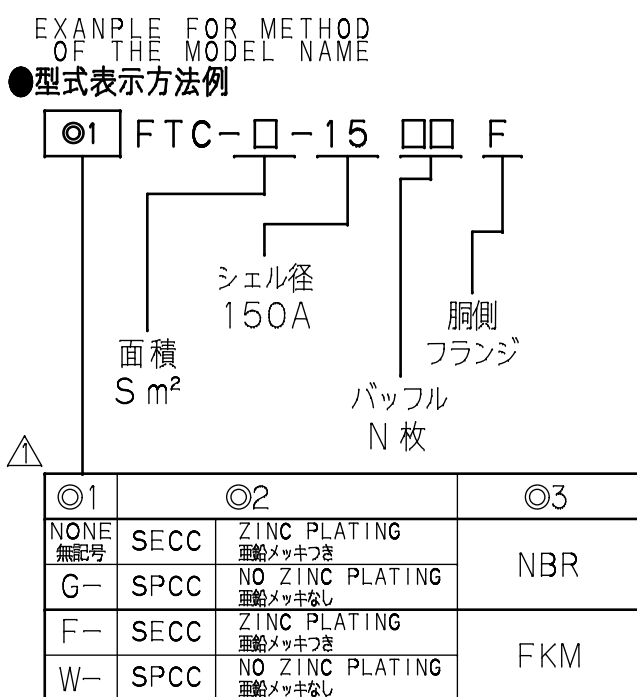 EXANPLE FOR METHOD
OF THE MODEL NAME
●型式表示方法例
◎1 FTC-□-15 □□ F
シェル径
150A
胴側
フランジ
面積
S m²
バッフル
N 枚
1
◎1 ◎2 ◎3
NONE
無記号
SECC
ZINC PLATING
亜鉛メッキつき
NBR
G-
SPCC
NO ZINC PLATING
亜鉛メッキなし
F-
SECC
ZINC PLATING
亜鉛メッキつき
FKM
W-
SPCC
NO ZINC PLATING
亜鉛メッキなし